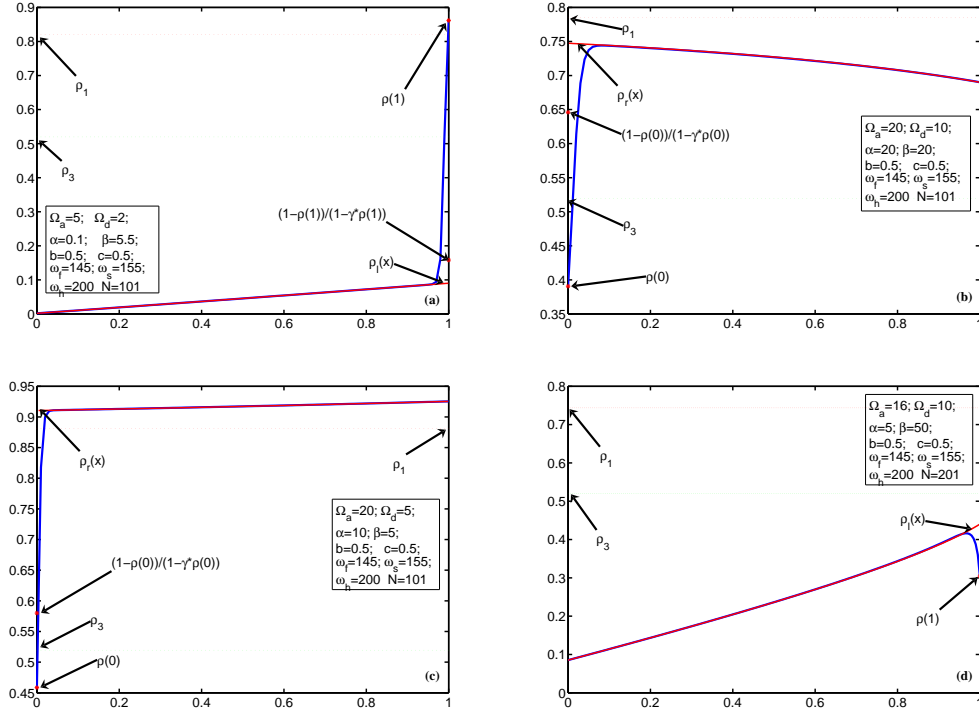 0.9
0.8
0.7
0.6
0.5
0.4
0.3
0.2
0.1
0
0 0.2 0.4 0.6 0.8 1
ρ1
ρ3
ρ(1)
(1−ρ(1))/(1−γ*ρ(1))
ρl(x)
Ωa=5; Ωd=2;
α=0.1; β=5.5;
b=0.5; c=0.5;
ωf=145; ωs=155;
ωh=200 N=101
(a)
0.8
0.75
0.7
0.65
0.6
0.55
0.5
0.45
0.4
0.35
0 0.2 0.4 0.6 0.8 1
ρ1
ρr(x)
(1−ρ(0))/(1−γ*ρ(0))
ρ3
ρ(0)
Ωa=20; Ωd=10;
α=20; β=20;
b=0.5; c=0.5;
ωf=145; ωs=155;
ωh=200 N=101
(b)
0.95
0.9
0.85
0.8
0.75
0.7
0.65
0.6
0.55
0.5
0.45
0 0.2 0.4 0.6 0.8 1
ρr(x)
ρ1
(1−ρ(0))/(1−γ*ρ(0))
ρ3
ρ(0)
Ωa=20; Ωd=5;
α=10; β=5;
b=0.5; c=0.5;
ωf=145; ωs=155;
ωh=200 N=101
(c)
0.8
0.7
0.6
0.5
0.4
0.3
0.2
0.1
0
0 0.2 0.4 0.6 0.8 1
ρ1
ρ3
ρl(x)
ρ(1)
Ωa=16; Ωd=10;
α=5; β=50;
b=0.5; c=0.5;
ωf=145; ωs=155;
ωh=200 N=201
(d)